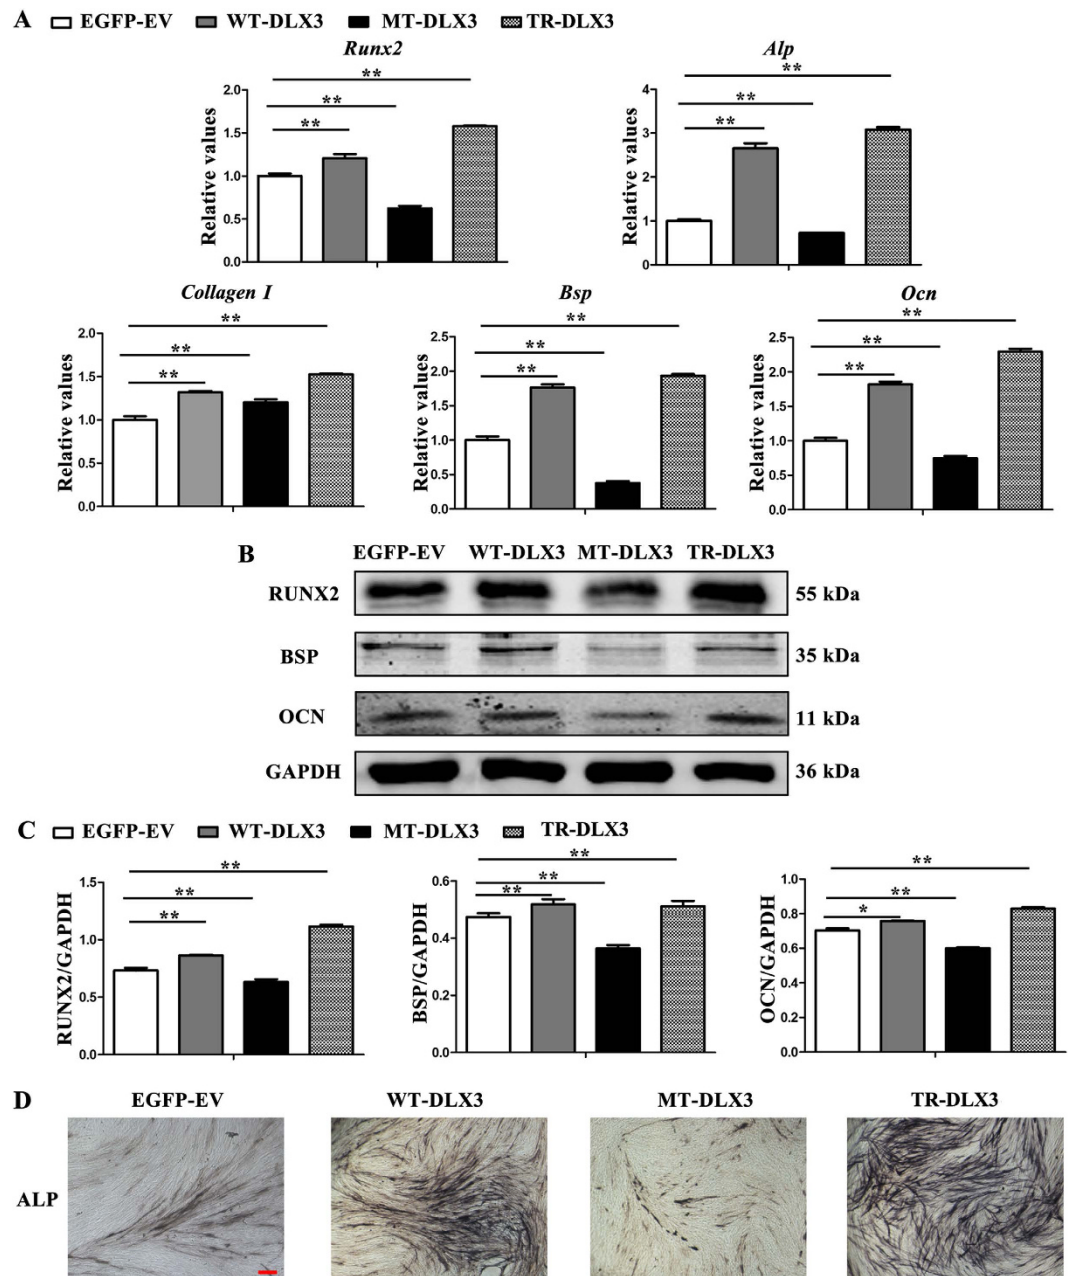 A EGFP-EV WT-DLX3 MT-DLX3 TR-DLX3
Runx2
Relative values
2.0
1.5
1.0
0.5
0.0
**
**
**
Alp
Relative values
4
3
2
1
0
**
**
**
Collagen I
Relative values
2.0
1.5
1.0
0.5
0.0
**
**
**
Bsp
Relative values
2.5
2.0
1.5
1.0
0.5
0.0
**
**
**
Ocn
Relative values
2.5
2.0
1.5
1.0
0.5
0.0
**
**
**
B EGFP-EV WT-DLX3 MT-DLX3 TR-DLX3
RUNX2 55 kDa
BSP 35 kDa
OCN 11 kDa
GAPDH 36 kDa
C EGFP-EV WT-DLX3 MT-DLX3 TR-DLX3
RUNX2/GAPDH
1.5
1.0
0.5
0.0
**
**
**
BSP/GAPDH
0.6
0.4
0.2
0.0
**
**
**
OCN/GAPDH
1.0
0.8
0.6
0.4
0.2
0.0
**
**
*
D EGFP-EV WT-DLX3 MT-DLX3 TR-DLX3
ALP